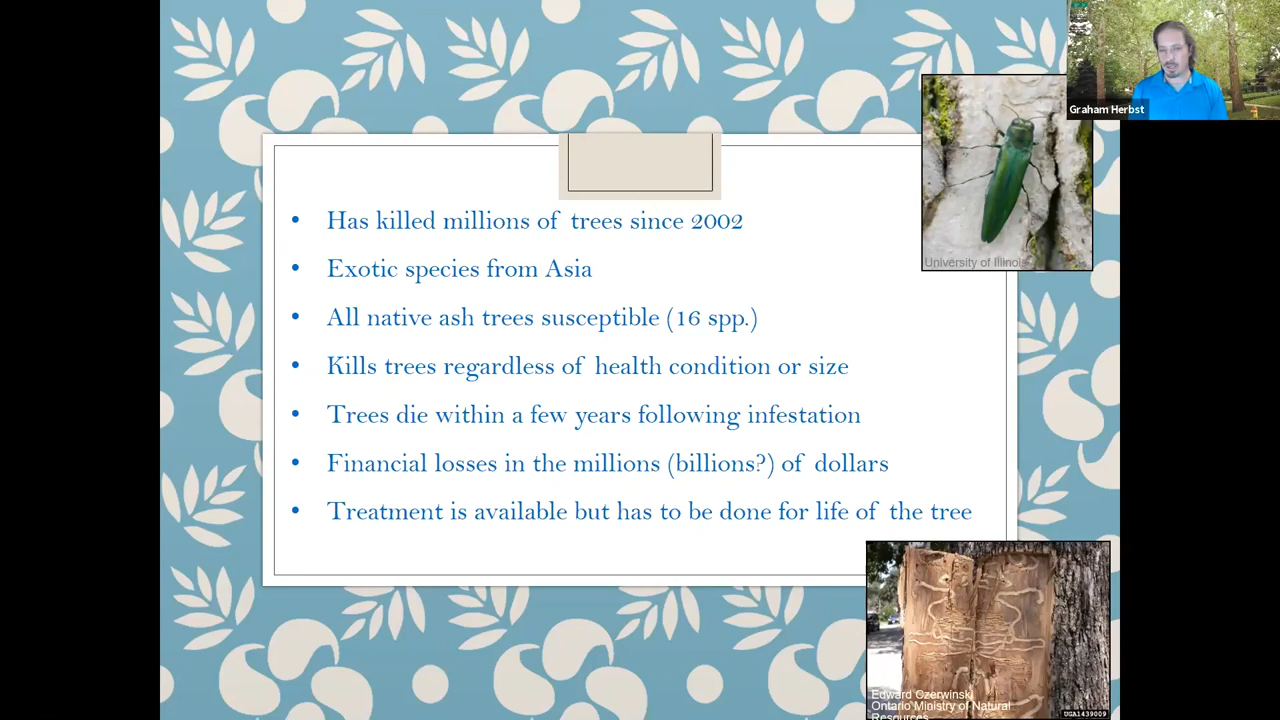 Graham Herbst
University of Illinois
• Has killed millions of trees since 2002
• Exotic species from Asia
• All native ash trees susceptible (16 spp.)
• Kills trees regardless of health condition or size
• Trees die within a few years following infestation
• Financial losses in the millions (billions?) of dollars
• Treatment is available but has to be done for life of the tree
Edward Czerwinski
Ontario Ministry of Natural
Resources
UGA1439009